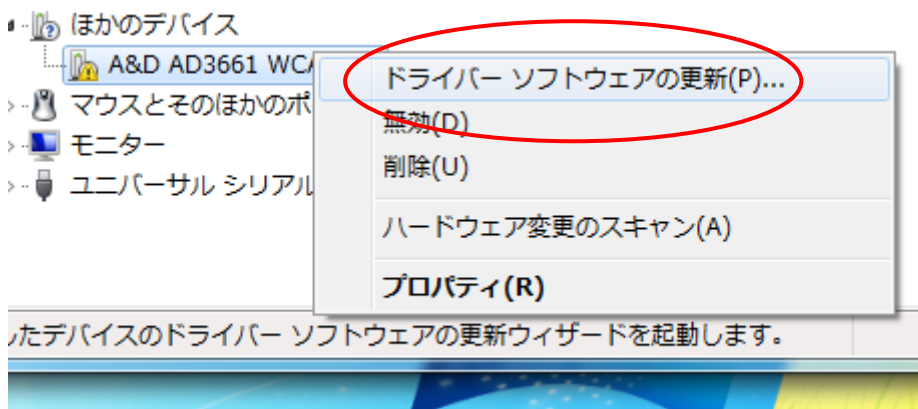 ほかのデバイス
A&D AD3661 WCA
ドライバー ソフトウェアの更新(P)...
マウスとそのほかのポ
無効(D)
モニター
削除(U)
ユニバーサル シリアル
ハードウェア変更のスキャン(A)
プロパティ(R)
したデバイスのドライバー ソフトウェアの更新ウィザードを起動します。